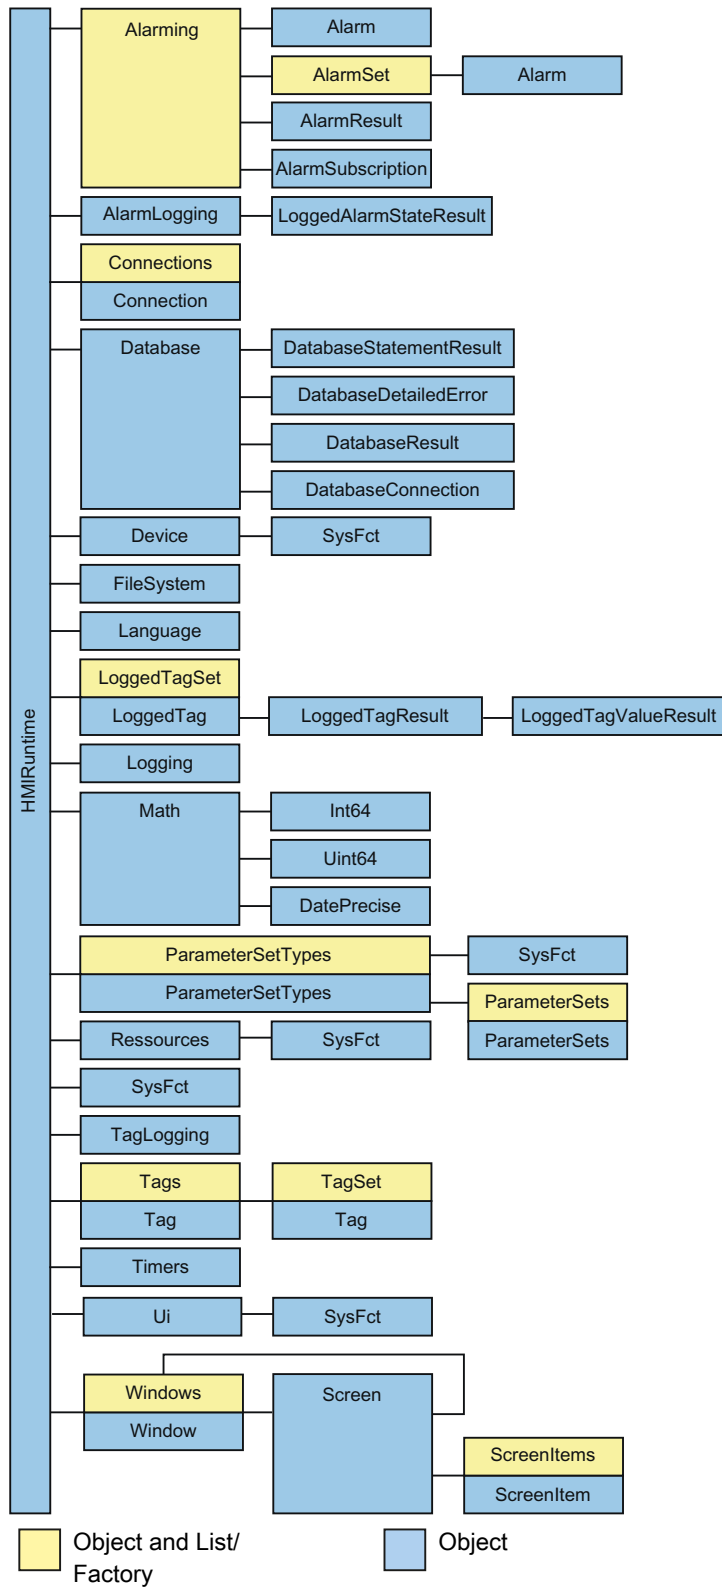 HMIRuntime
Alarming
Alarm
AlarmSet
Alarm
AlarmResult
AlarmSubscription
AlarmLogging
LoggedAlarmStateResult
Connections
Connection
Database
DatabaseStatementResult
DatabaseDetailedError
DatabaseResult
DatabaseConnection
Device
SysFct
FileSystem
Language
LoggedTagSet
LoggedTag
LoggedTagResult
LoggedTagValueResult
Logging
Math
Int64
Uint64
DatePrecise
ParameterSetTypes
SysFct
ParameterSetTypes
ParameterSets
ParameterSets
Ressources
SysFct
SysFct
TagLogging
Tags
TagSet
Tag
Tag
Timers
Ui
SysFct
Windows
Screen
Window
ScreenItems
ScreenItem
Object and List/
Factory
Object